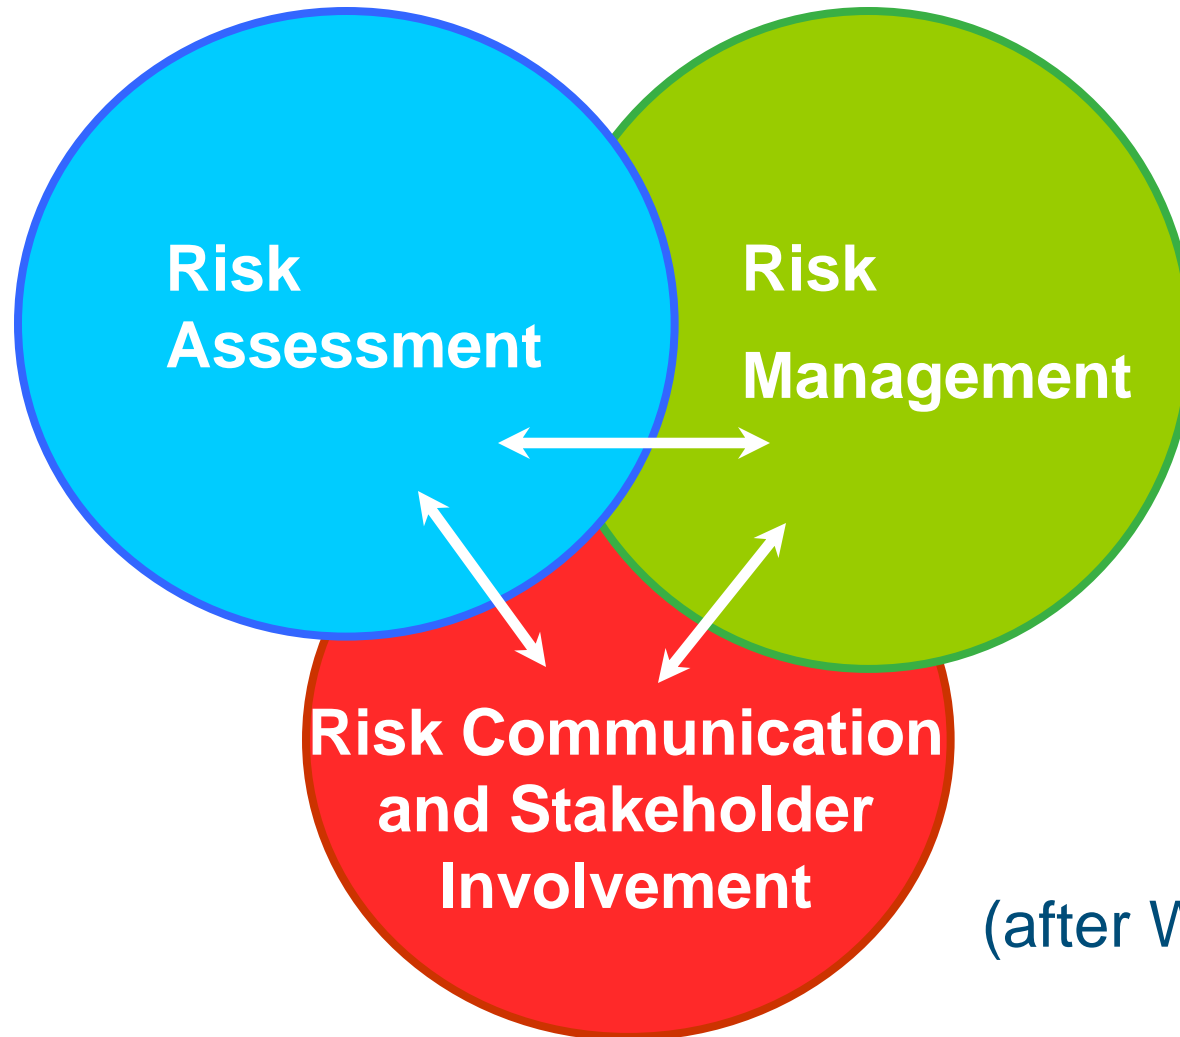 Risk
Assessment
Risk
Management
Risk Communication
and Stakeholder
Involvement
(after